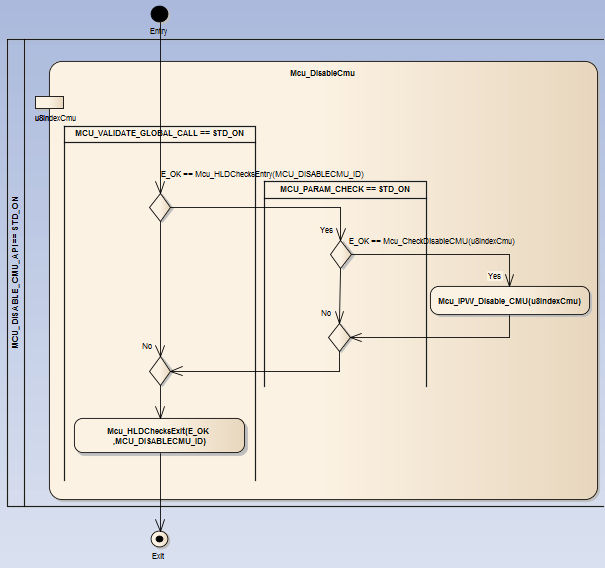 Entry
Mcu_DisableCmu
u8IndexCmu
MCU_VALIDATE_GLOBAL_CALL == STD_ON
E_OK == Mcu_HLDChecksEntry(MCU_DISABLECMU_ID)
MCU_PARAM_CHECK == STD_ON
Yes
E_OK == Mcu_CheckDisableCMU(u8IndexCmu)
Yes
Mcu_IPW_Disable_CMU(u8IndexCmu)
No
No
Mcu_HLDChecksExit(E_OK
,MCU_DISABLECMU_ID)
MCU_DISABLE_CMU_API == STD_ON
Exit